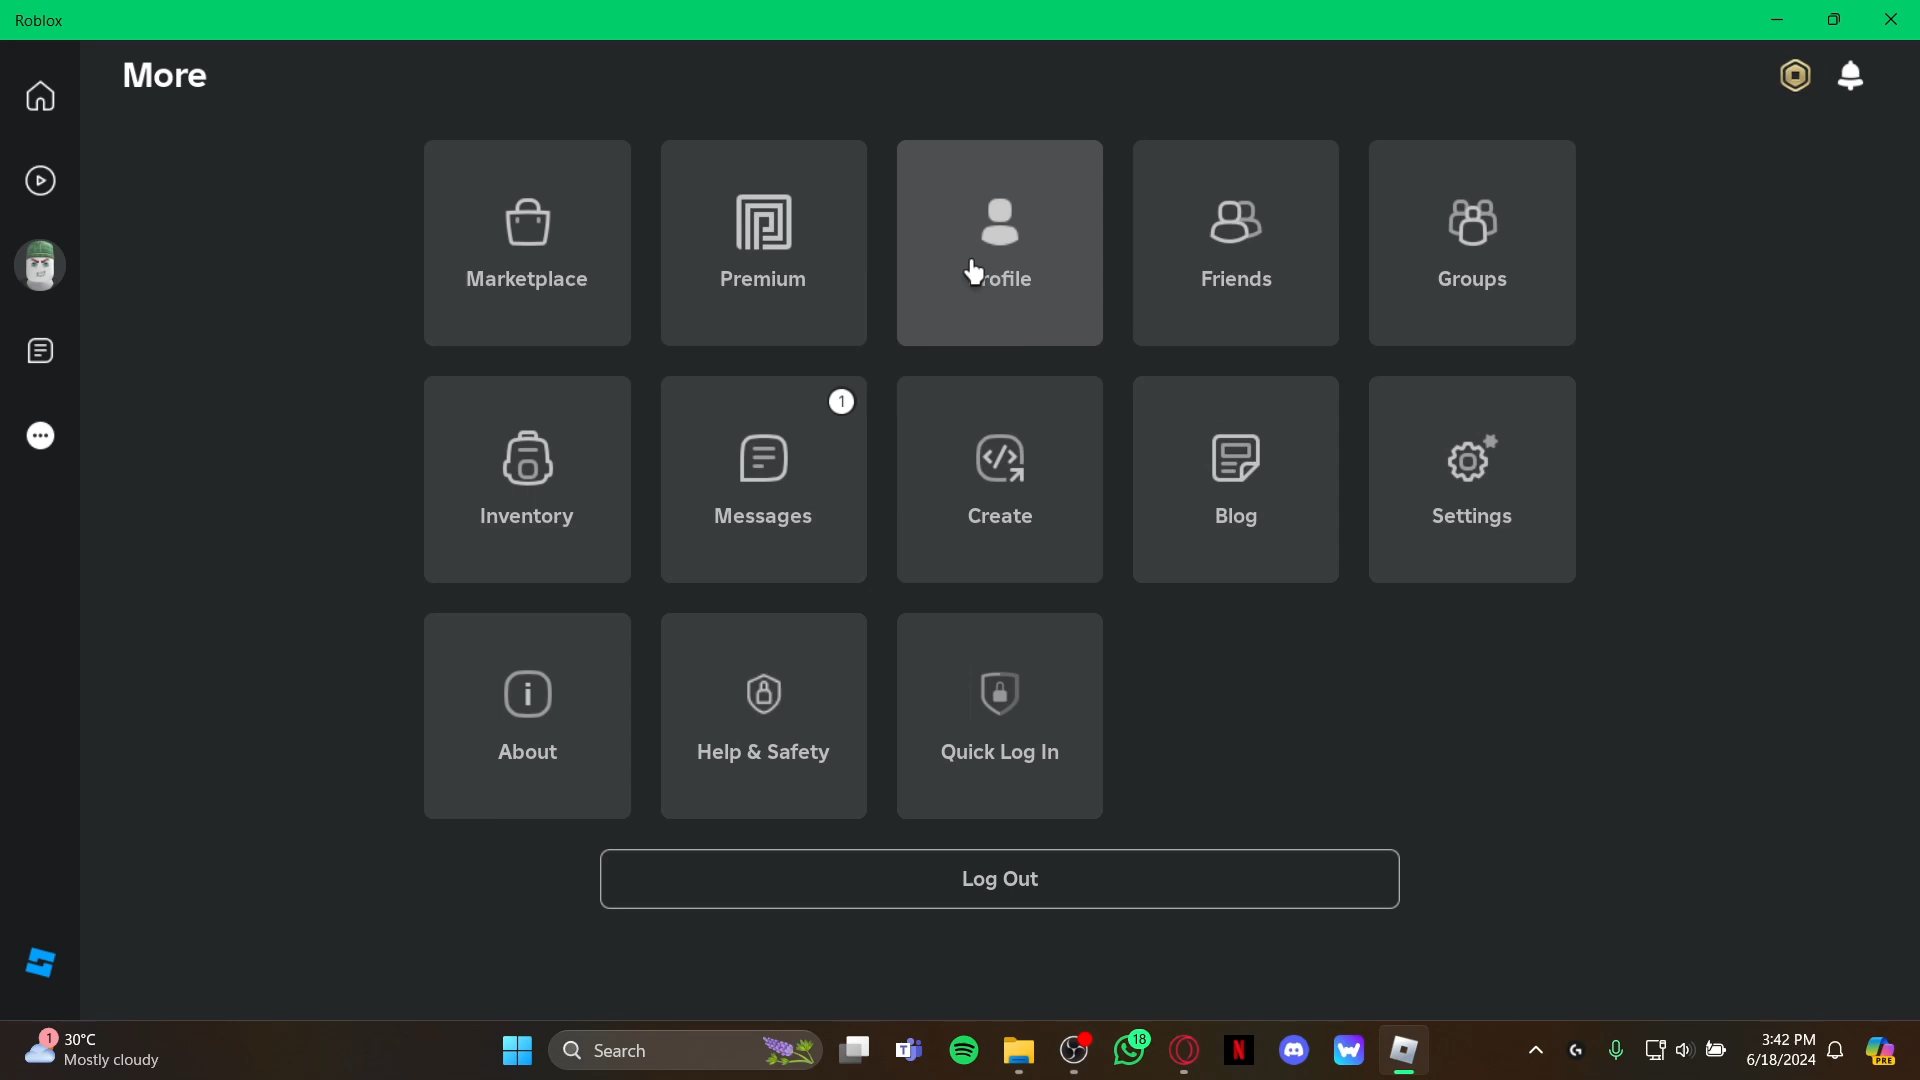 Roblox
More
Marketplace
Premium
rofile
Friends
Groups
1
Inventory
Messages
Create
Blog
Settings
About
Help & Safety
Quick Log In
Log Out
1
30°C
Mostly cloudy
Search
18
3:42 PM
6/18/2024
PRE